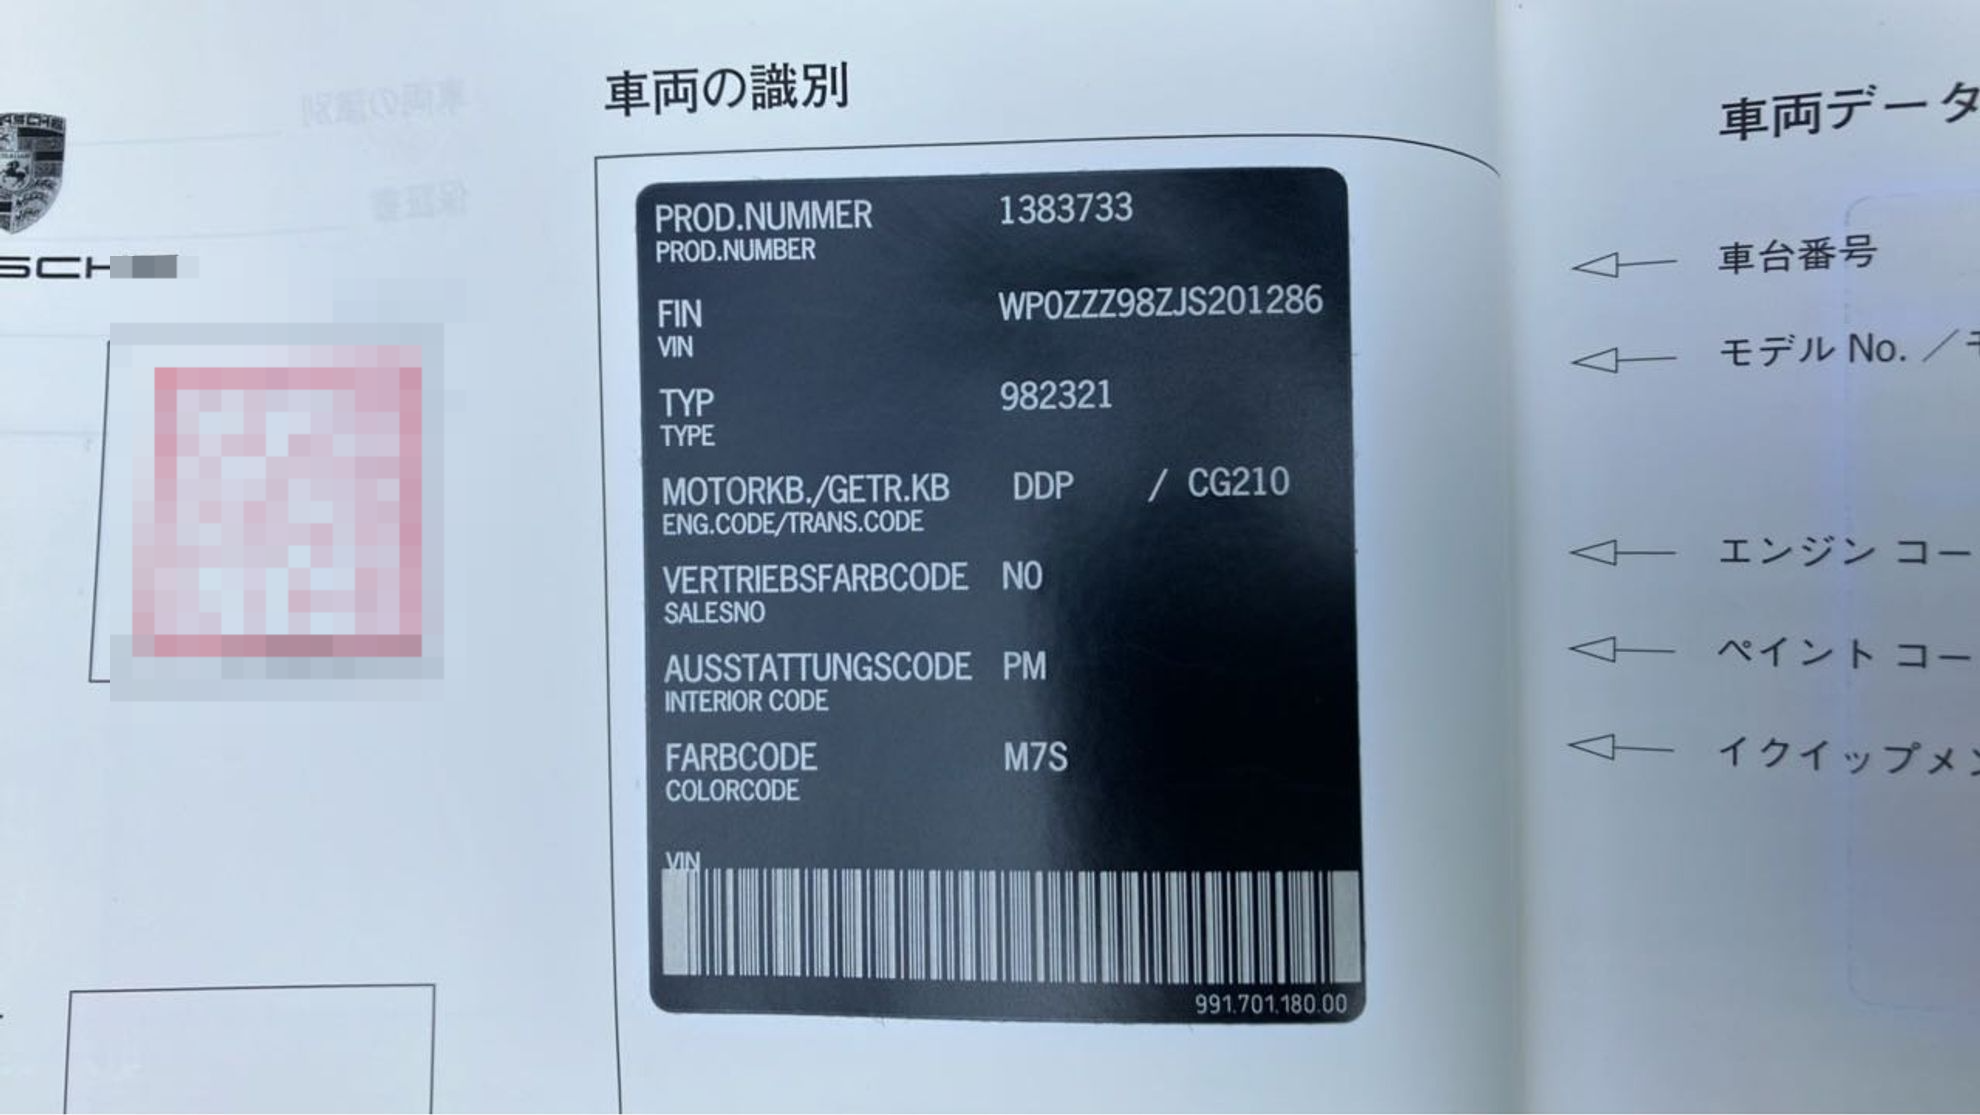 車両の識別
PROD.NUMMER 1383733
PROD.NUMBER
FIN WP0ZZZ98ZJS201286
VIN
TYP 982321
TYPE
MOTORKB./GETR.KB DDP / CG210
ENG.CODE/TRANS.CODE
VERTRIEBSFARBCODE N0
SALESNO
AUSSTATTUNGSCODE PM
INTERIOR CODE
FARBCODE M7S
COLORCODE
VIN
991.701.180.00
車両データ
車台番号
モデル No. ／
エンジン コー
ペイント コー
イクイップメン